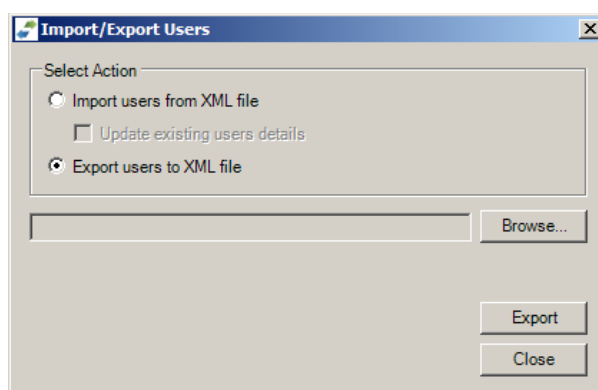 Import/Export Users
Select Action
Import users from XML file
Update existing users details
Export users to XML file
Browse...
Export
Close